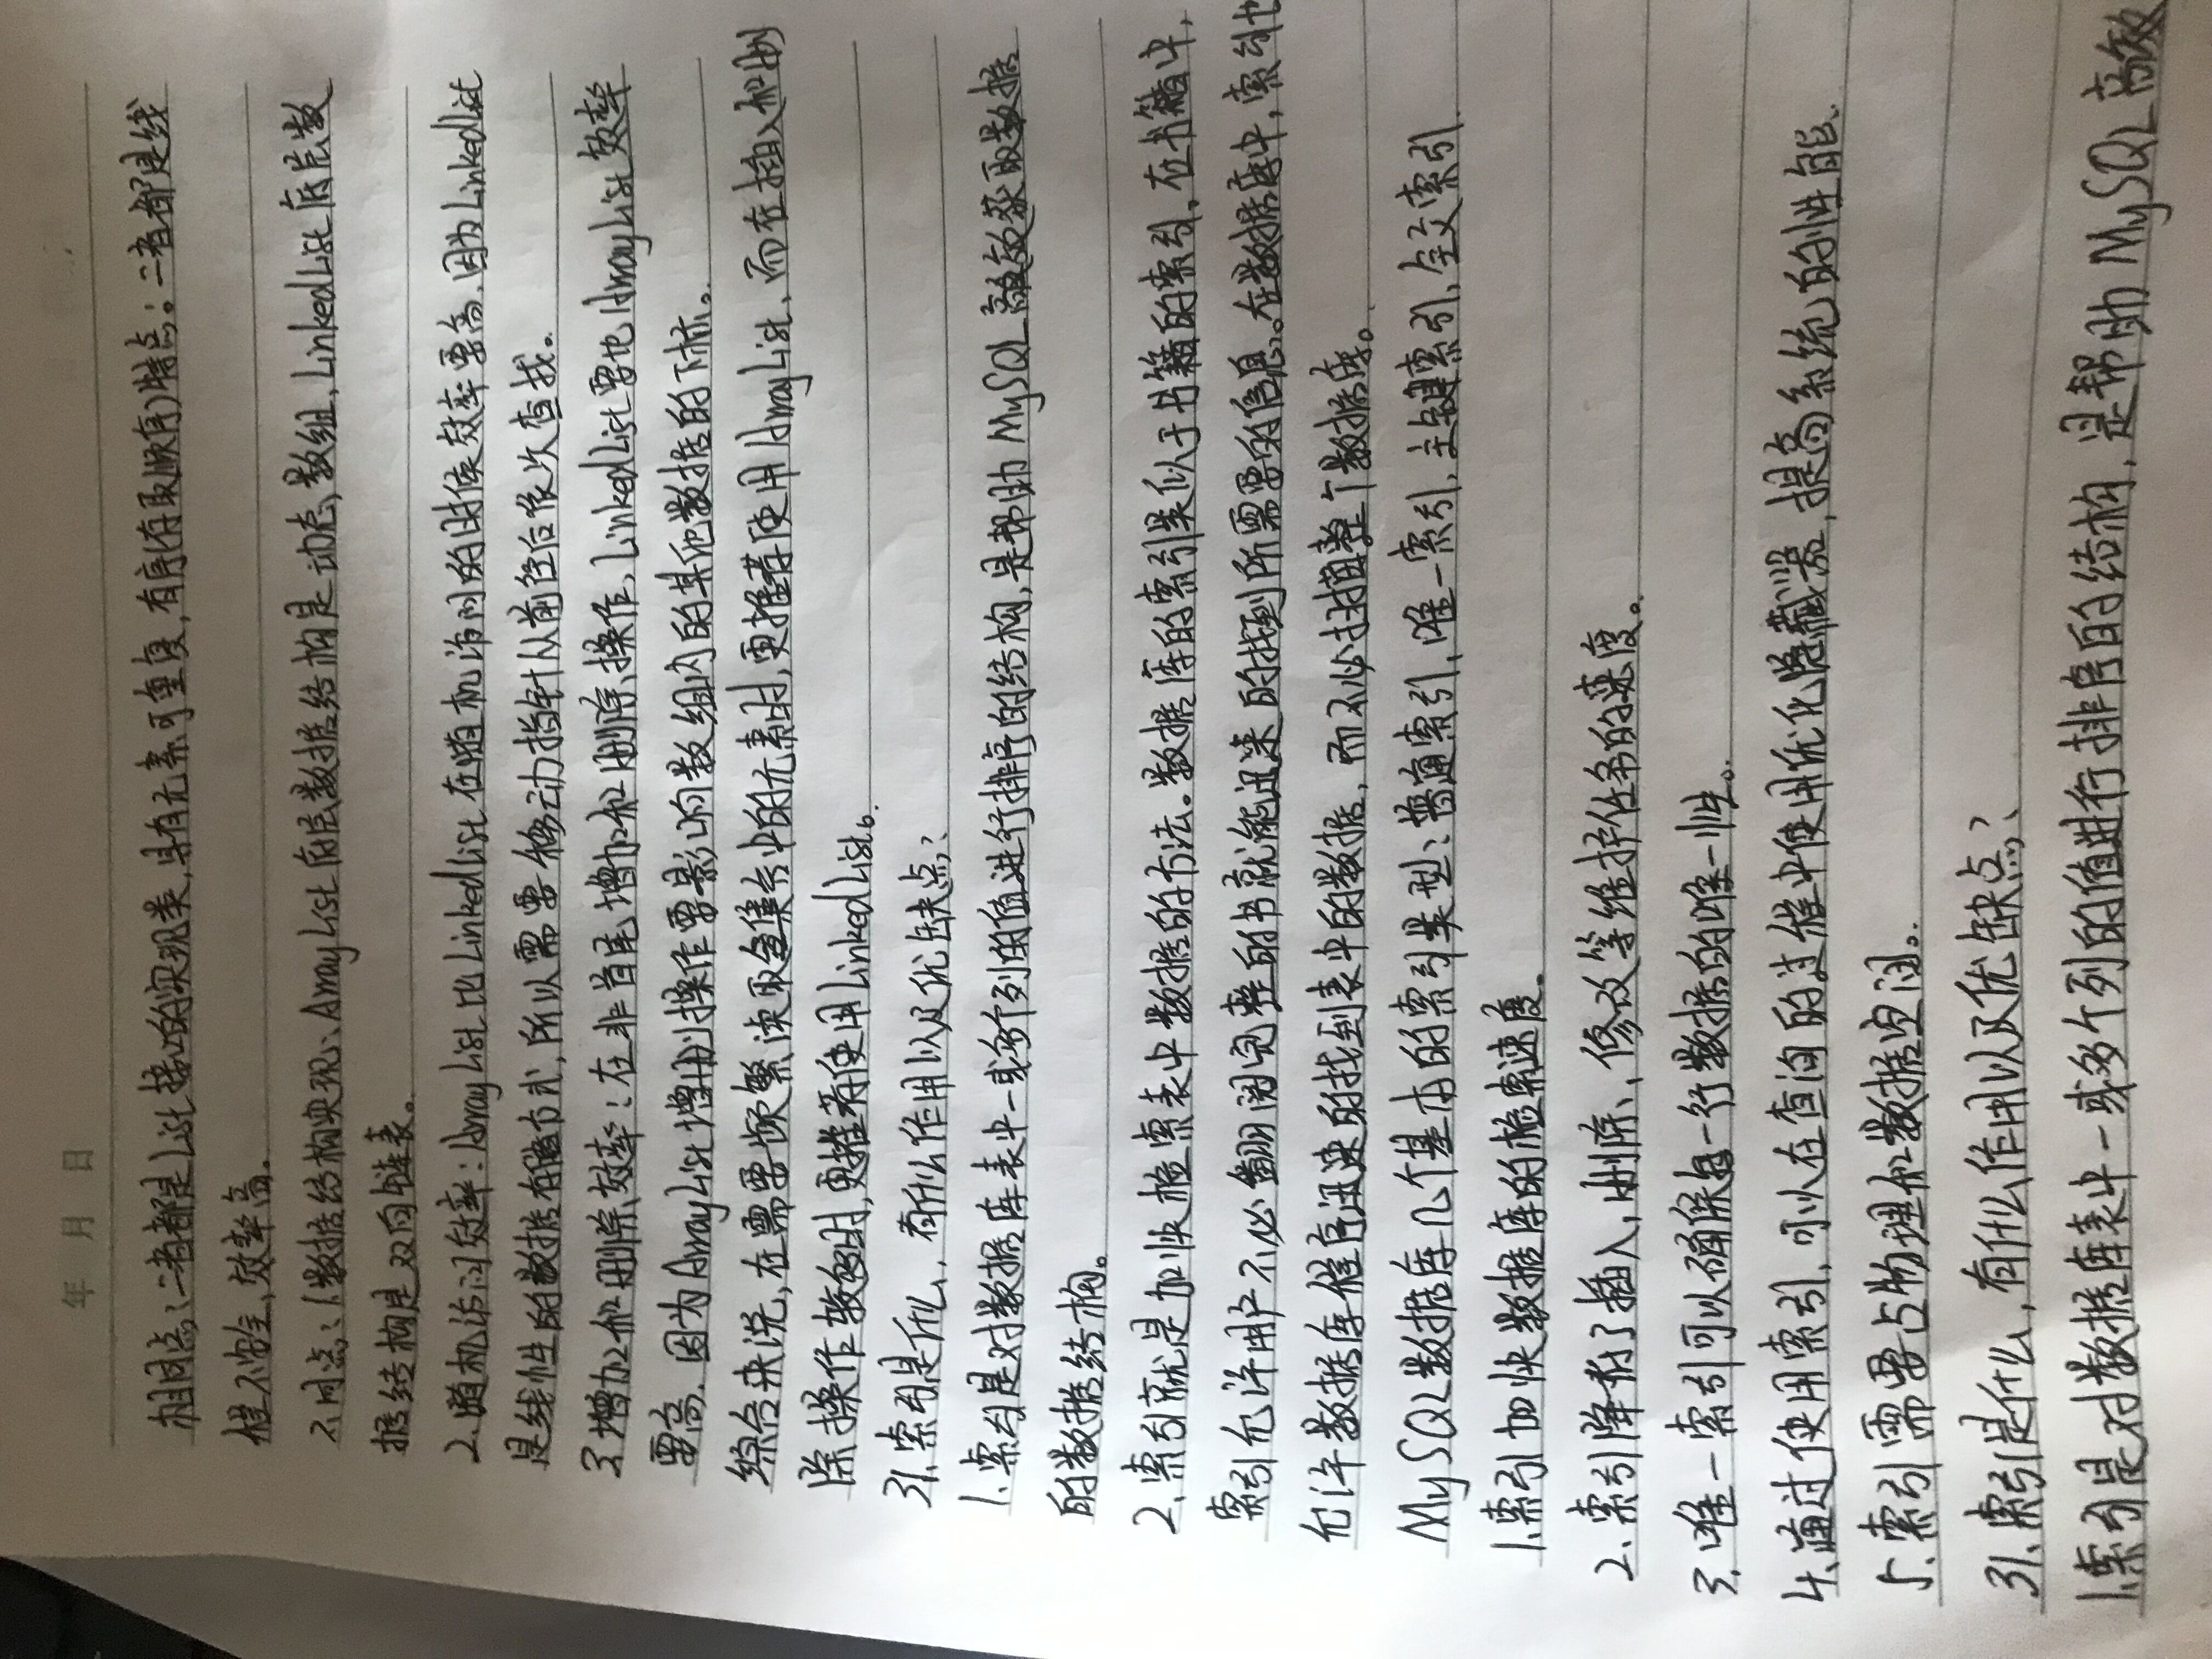 年 月 日
相同点:二者都是List接口的实现类,具有元素可重复,有序(存取顺序)特点。二者都是线
程不安全,效率高。
不同点:1.数据结构实现:ArrayList底层数据结构是动态数组,LinkedList底层数
据结构是双向链表。
2.随机访问效率:ArrayList比LinkedList在随机访问的时候效率要高,因为LinkedList
是线性的数据存储方式,所以需要移动指针从前往后依次查找。
3.增加和删除效率:在非首尾增加和删除操作,LinkedList要比ArrayList效率
要高,因为ArrayList增删操作要影响数组内的其他数据的下标。
综合来说,在需要频繁读取集合中的元素时,更推荐使用ArrayList,而在插入和删
除操作较多时,更推荐使用LinkedList。
31.索引是什么,有什么作用以及优缺点?
1.索引是对数据库表中一或多个列的值进行排序的结构,是帮助MySQL高效获取数据
的数据结构。
2.索引就是加快检索表中数据的方法。数据库的索引类似于书籍的索引。在书籍中,
索引允许用户不必翻阅完整的书就能迅速的找到所需要的信息。在数据库中,索引也
允许数据库程序迅速的找到表中的数据,而不必扫描整个数据库。
MySQL数据库几个基本的索引类型:普通索引,唯一索引,主键索引,全文索引
1.索引加快数据库的检索速度。
2.索引降低了插入,删除,修改等维护任务的速度。
3.唯一索引可以确保每一行数据的唯一性。
4.通过使用索引,可以在查询的过程中使用优化隐藏器,提高系统的性能.
5.索引需要占物理和数据空间。
31.索引是什么,有什么作用以及优缺点?
1.索引是对数据库表中一或多个列的值进行排序的结构,是帮助MySQL高效